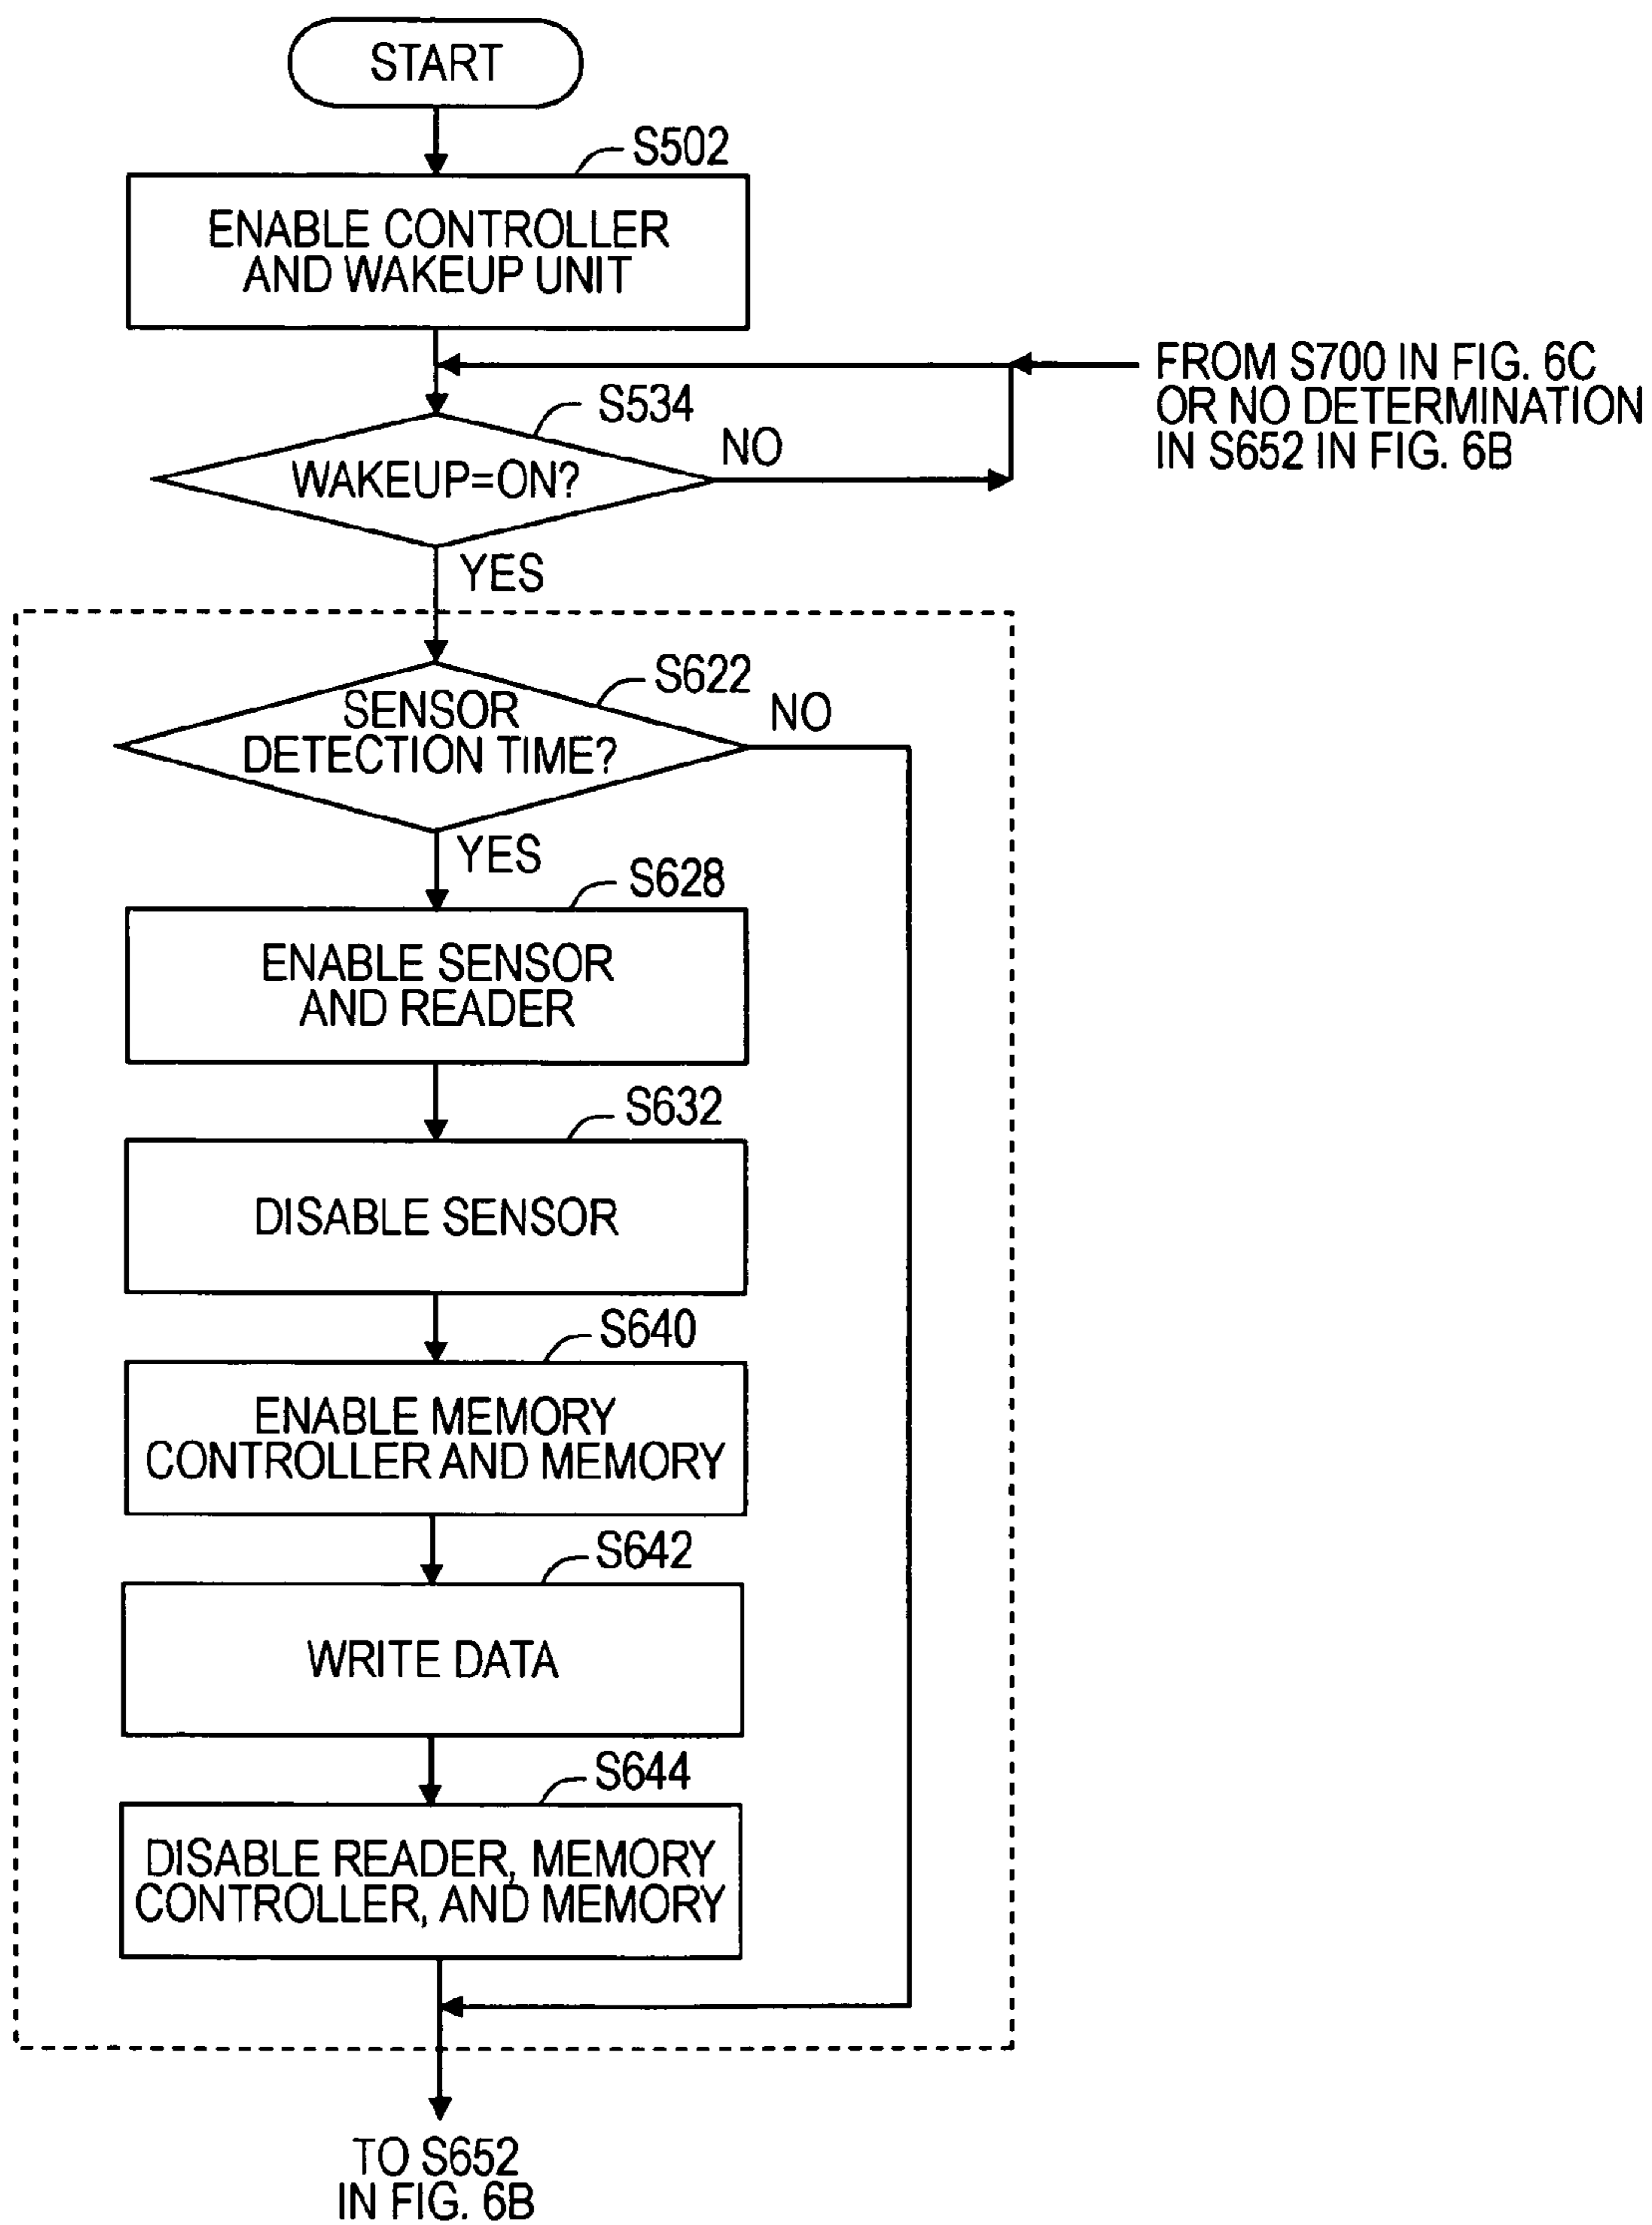 START
S502
ENABLE CONTROLLER
AND WAKEUP UNIT
FROM S700 IN FIG. 6C
OR NO DETERMINATION
IN S652 IN FIG. 6B
S534
WAKEUP=ON?
NO
YES
S622
SENSOR
DETECTION TIME?
NO
YES
S628
ENABLE SENSOR
AND READER
S632
DISABLE SENSOR
S640
ENABLE MEMORY
CONTROLLER AND MEMORY
S642
WRITE DATA
S644
DISABLE READER, MEMORY
CONTROLLER, AND MEMORY
TO S652
IN FIG. 6B